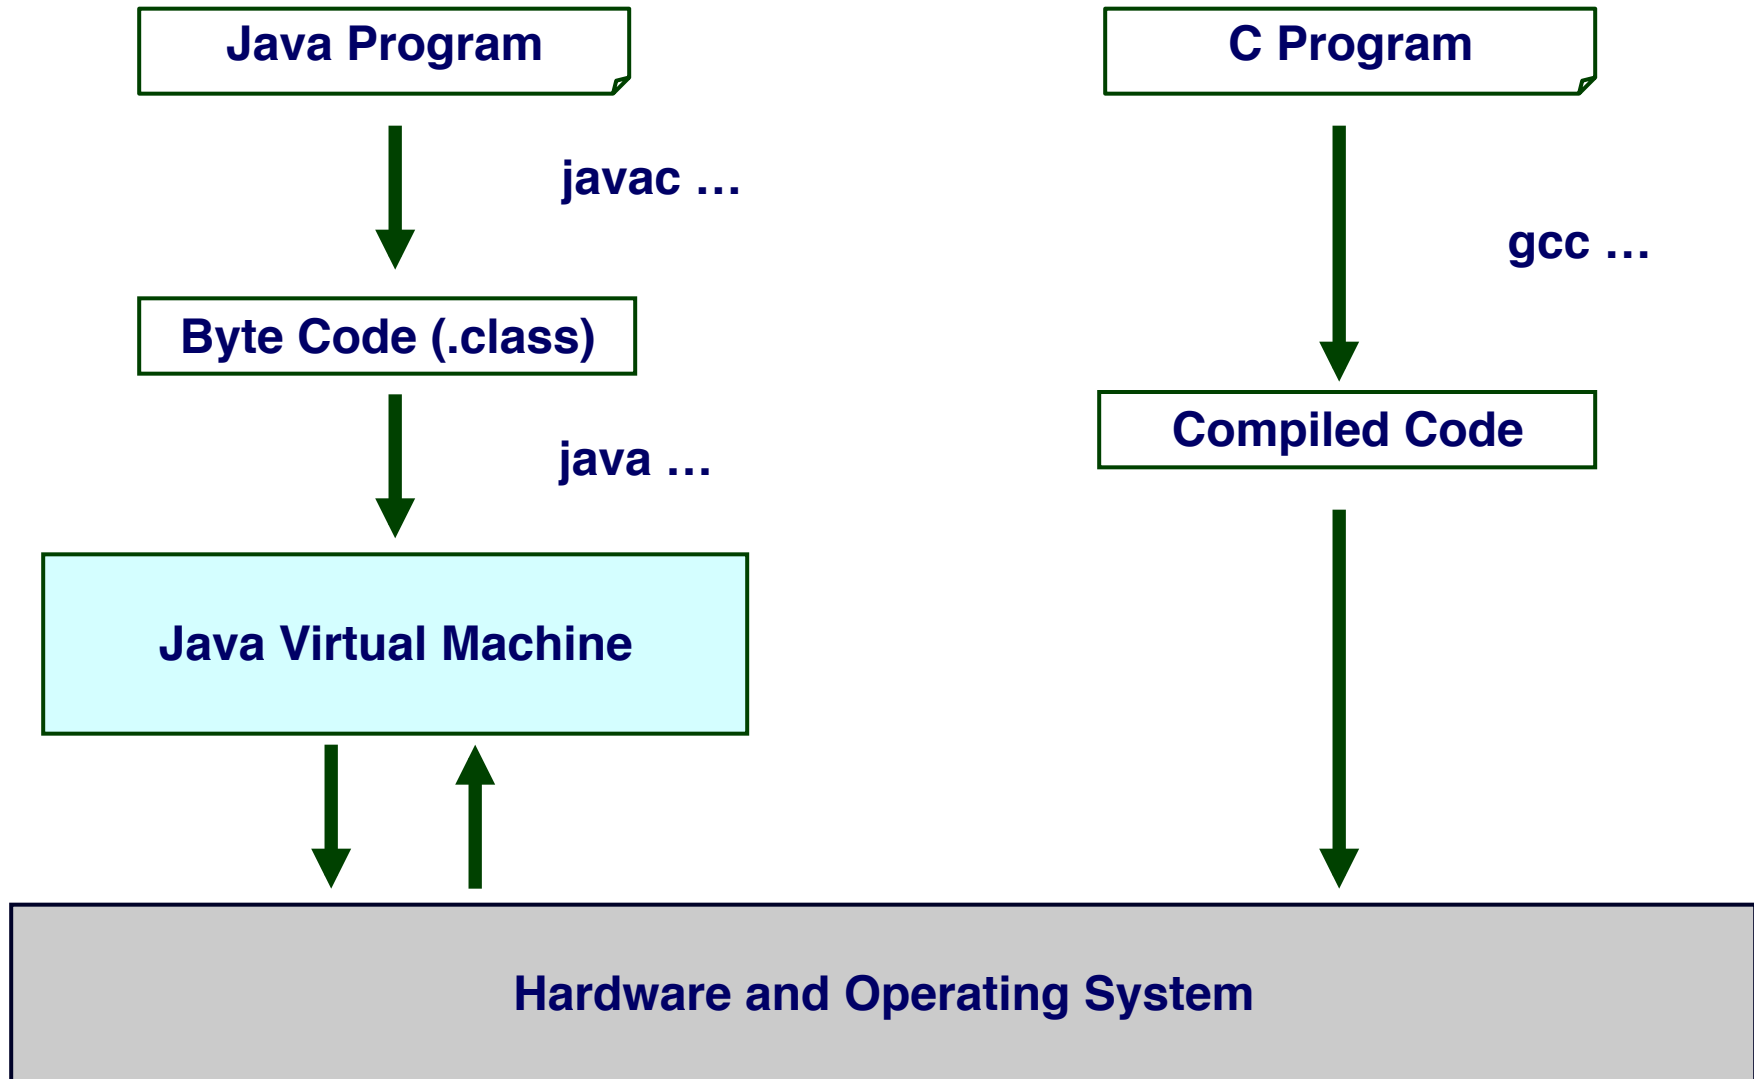 Java Program
javac …
Byte Code (.class)
java …
Java Virtual Machine
C Program
gcc …
Compiled Code
Hardware and Operating System